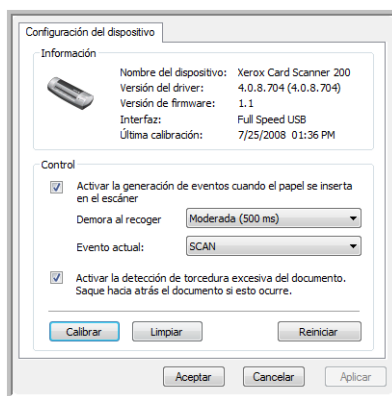 Configuración del dispositivo
Información
Nombre del dispositivo: Xerox Card Scanner 200
Versión del driver: 4.0.8.704 (4.0.8.704)
Versión de firmware: 1.1
Interfaz: Full Speed USB
Última calibración: 7/25/2008 01:36 PM
Control
Activar la generación de eventos cuando el papel se inserta
en el escáner
Demora al recoger Moderada (500 ms)
Evento actual: SCAN
Activar la detección de torcedura excesiva del documento.
Saque hacia atrás el documento si esto ocurre.
Calibrar Limpiar Reiniciar
Aceptar Cancelar Aplicar